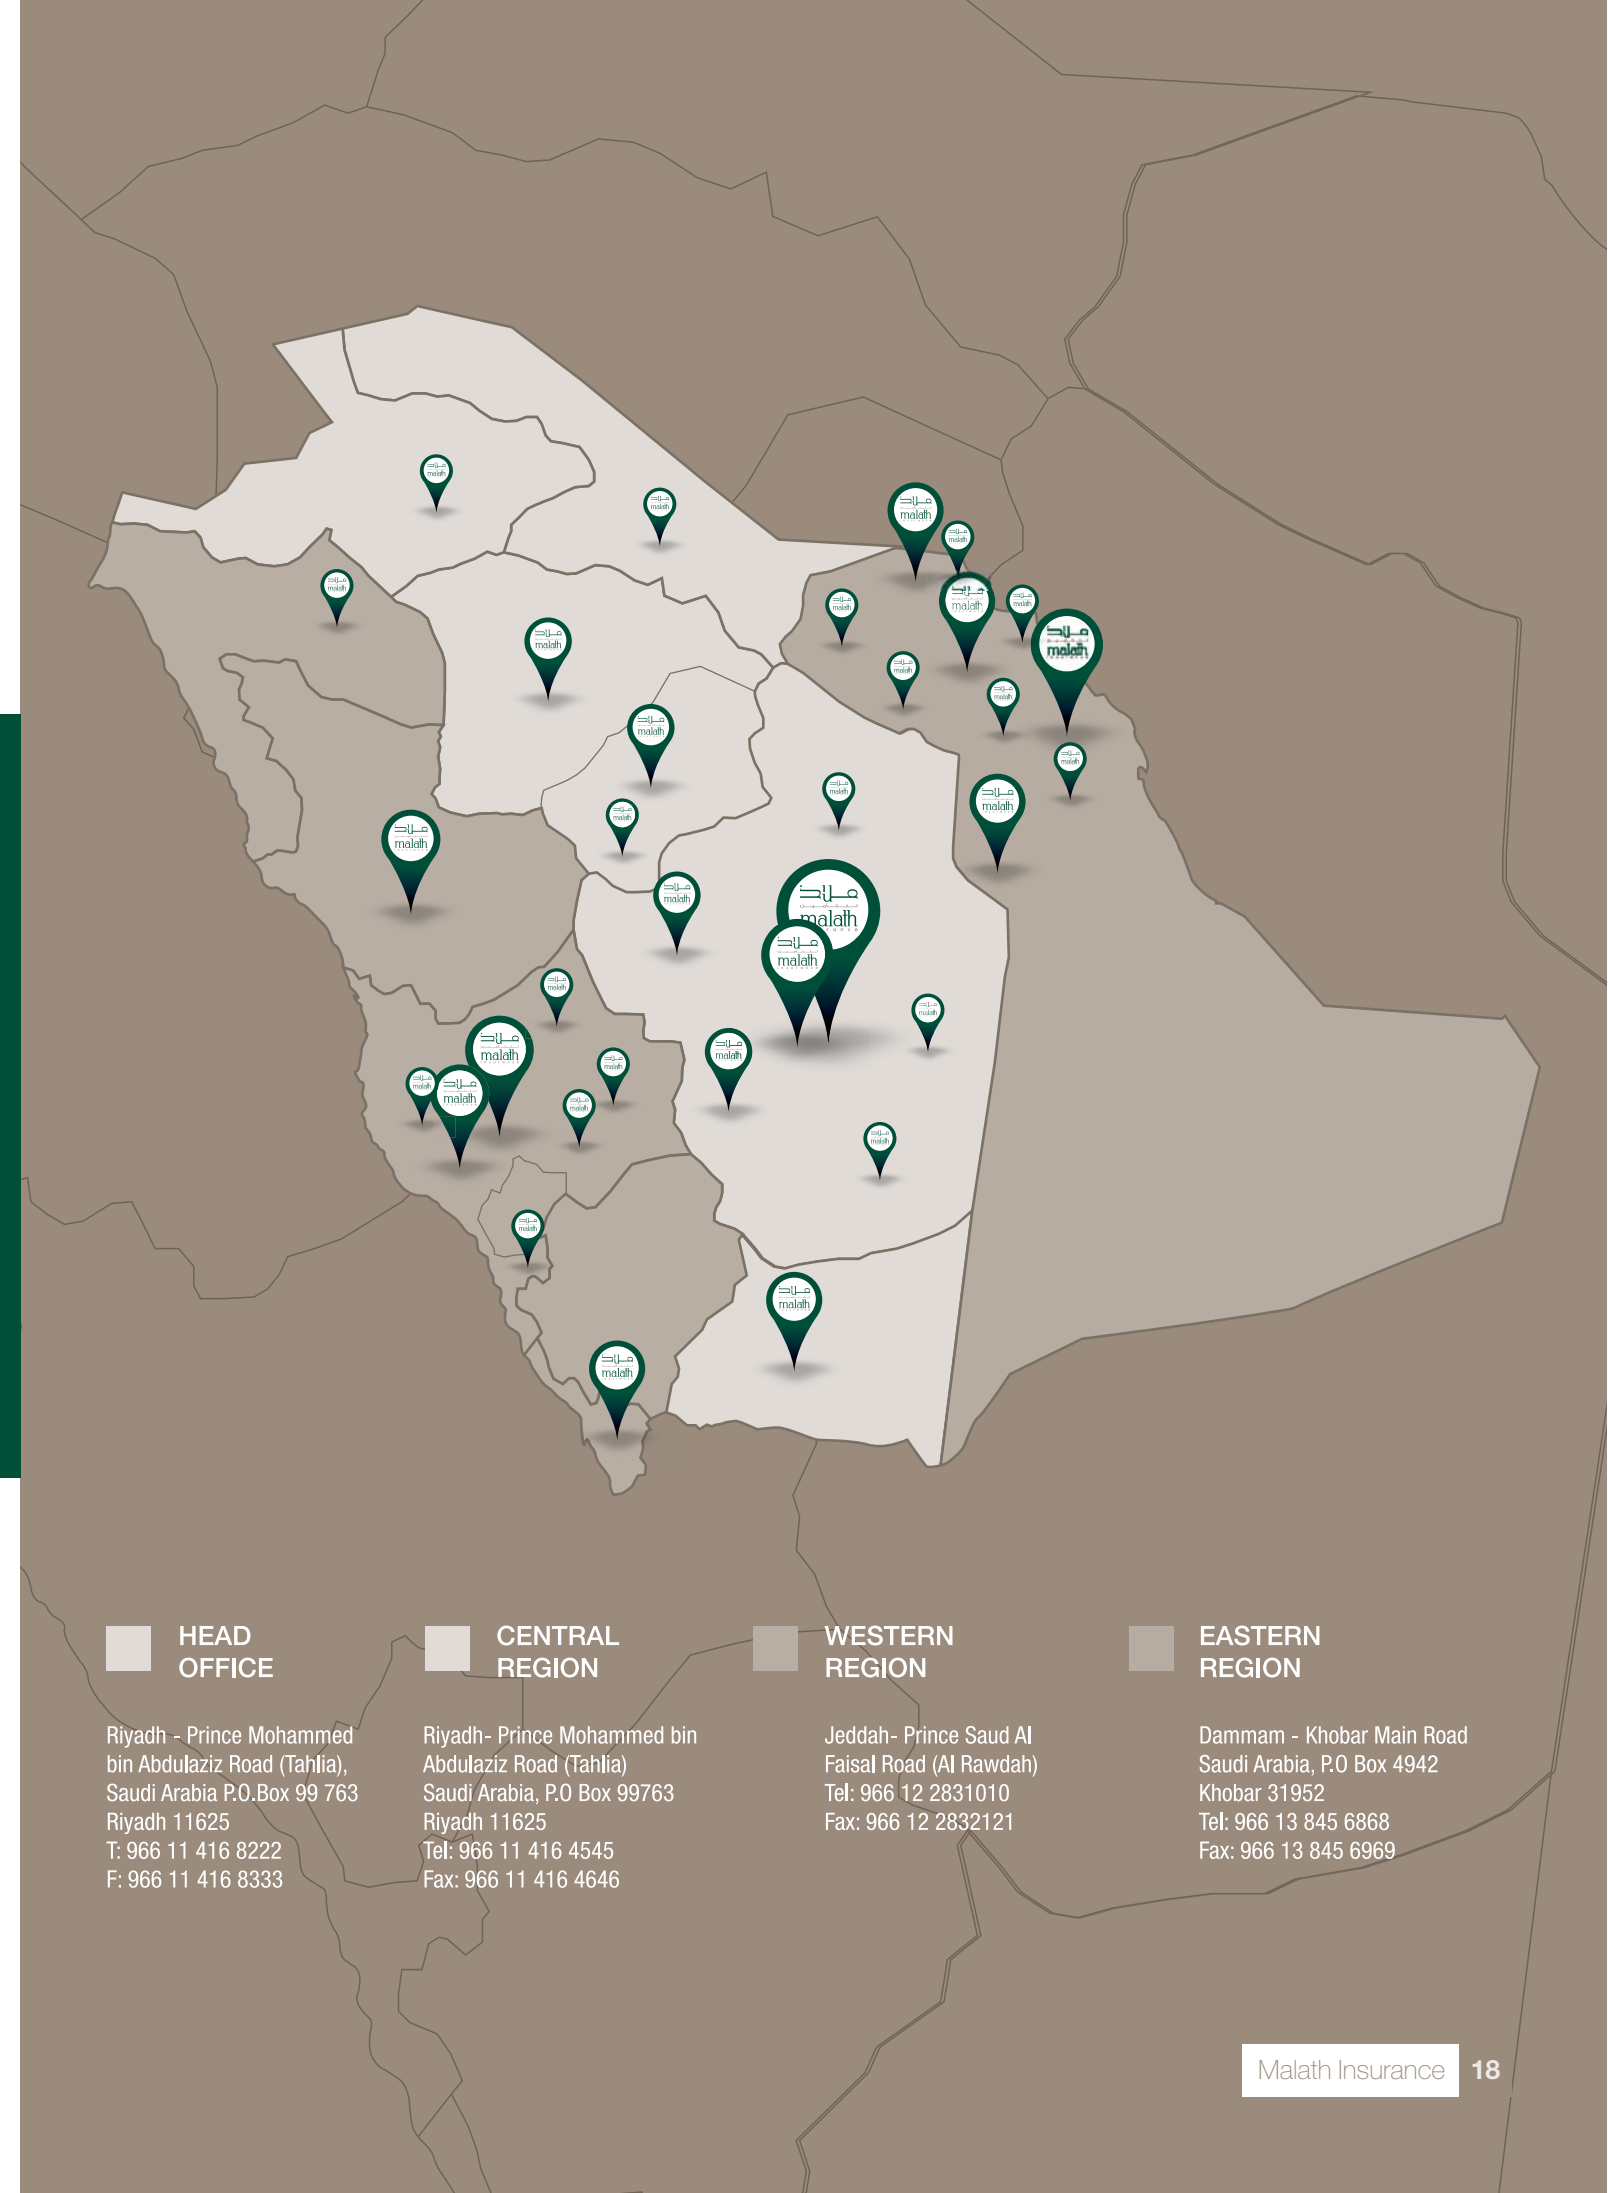 ملاذ
malath
HEAD
OFFICE
Riyadh - Prince Mohammed
bin Abdulaziz Road (Tahlia),
Saudi Arabia P.O.Box 99 763
Riyadh 11625
T: 966 11 416 8222
F: 966 11 416 8333
CENTRAL
REGION
Riyadh- Prince Mohammed bin
Abdulaziz Road (Tahlia)
Saudi Arabia, P.O Box 99763
Riyadh 11625
Tel: 966 11 416 4545
Fax: 966 11 416 4646
WESTERN
REGION
Jeddah- Prince Saud Al
Faisal Road (Al Rawdah)
Tel: 966 12 2831010
Fax: 966 12 2832121
EASTERN
REGION
Dammam - Khobar Main Road
Saudi Arabia, P.O Box 4942
Khobar 31952
Tel: 966 13 845 6868
Fax: 966 13 845 6969
Malath Insurance 18